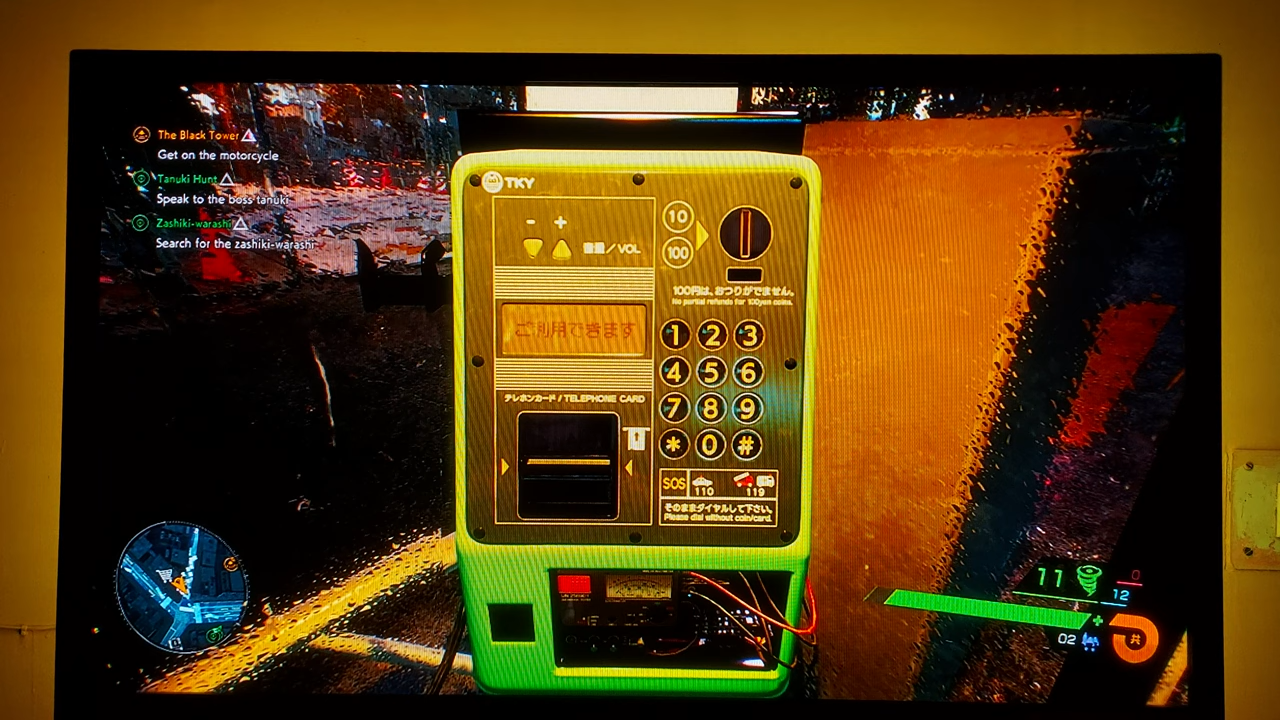 The Black Tower
Get on the motorcycle
Tanuki Hunt
Speak to the boss tanuki
Zashiki-warashi
Search for the zashiki-warashi
TKY
- +
音量/VOL
10
100
100円は、おつりがでません。
No partial refunds for 100yen coins.
ご利用できます
1 2 3
4 5 6
7 8 9
* 0 #
テレホンカード / TELEPHONE CARD
SOS 110 119
そのままダイヤルして下さい。
Please dial without coin/card.
11
0
12
02
共